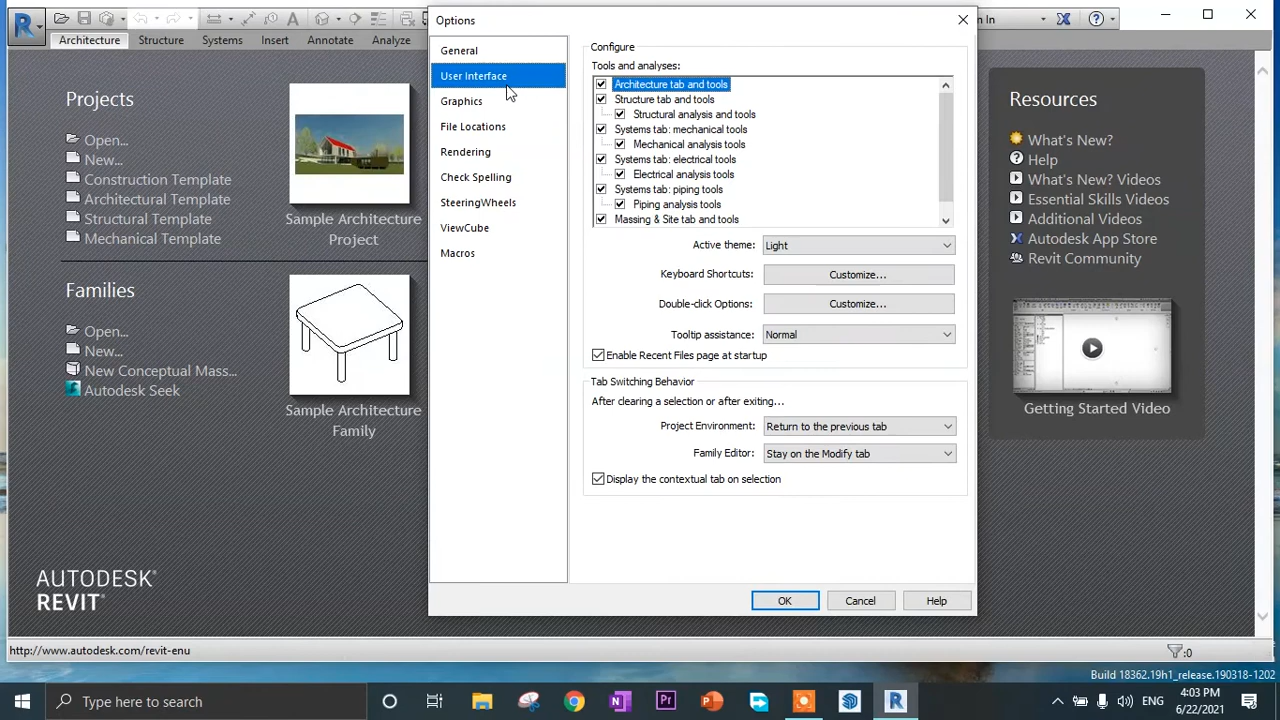 Options
n In
Architecture
Structure
Systems
Insert
Annotate
Analyze
Projects
Open...
New...
Construction Template
Architectural Template
Structural Template
Mechanical Template
Sample Architecture
Project
Families
Open...
New...
New Conceptual Mass...
Autodesk Seek
Sample Architecture
Family
AUTODESK®
REVIT®
General
User Interface
Graphics
File Locations
Rendering
Check Spelling
SteeringWheels
ViewCube
Macros
Configure
Tools and analyses:
Architecture tab and tools
Structure tab and tools
Structural analysis and tools
Systems tab: mechanical tools
Mechanical analysis tools
Systems tab: electrical tools
Electrical analysis tools
Systems tab: piping tools
Piping analysis tools
Massing & Site tab and tools
Active theme: Light
Keyboard Shortcuts: Customize...
Double-click Options: Customize...
Tooltip assistance: Normal
Enable Recent Files page at startup
Tab Switching Behavior
After clearing a selection or after exiting...
Project Environment: Return to the previous tab
Family Editor: Stay on the Modify tab
Display the contextual tab on selection
OK
Cancel
Help
Resources
What's New?
Help
What's New? Videos
Essential Skills Videos
Additional Videos
Autodesk App Store
Revit Community
Getting Started Video
http://www.autodesk.com/revit-enu
:0
Build 18362.19h1_release.190318-1202
Type here to search
ENG
4:03 PM
6/22/2021